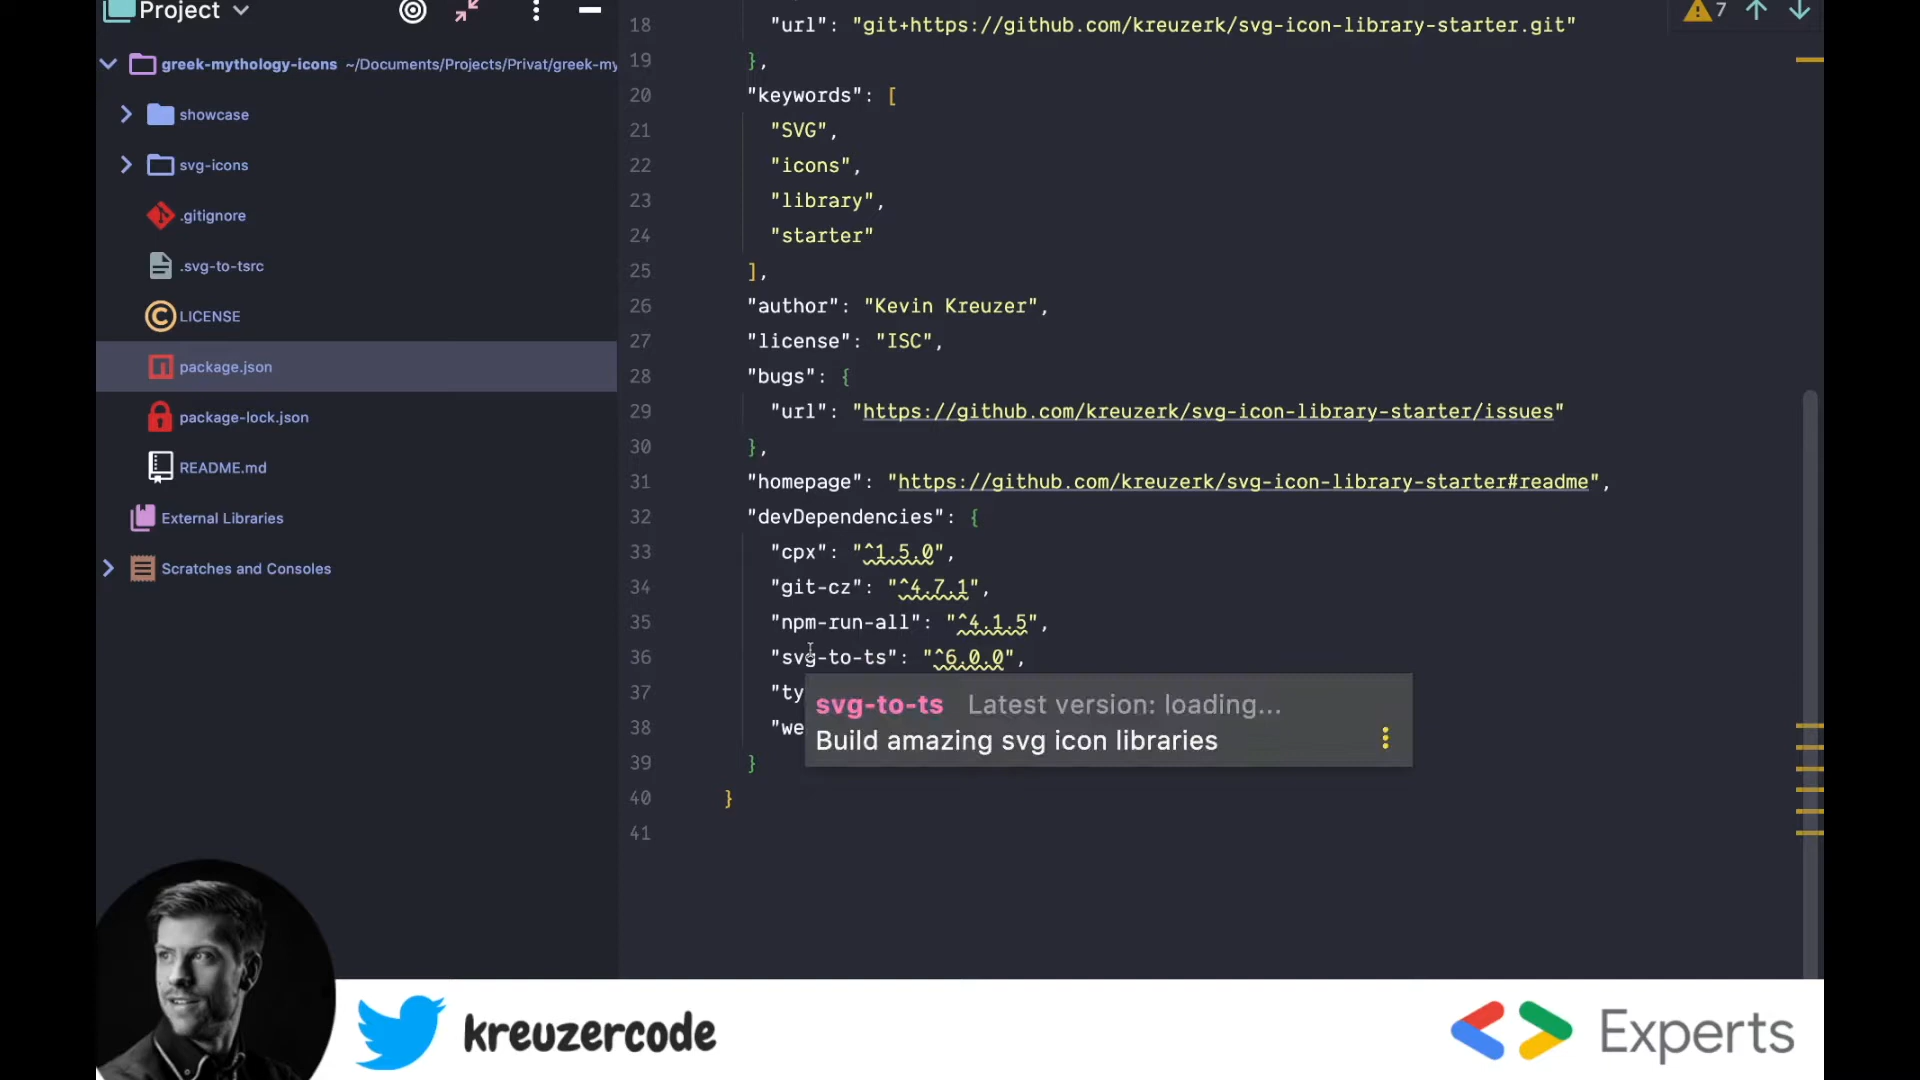 Project
greek-mythology-icons ~/Documents/Projects/Privat/greek-my
showcase
svg-icons
.gitignore
.svg-to-tsrc
LICENSE
package.json
package-lock.json
README.md
External Libraries
Scratches and Consoles
7
18 "url": "git+https://github.com/kreuzerk/svg-icon-library-starter.git"
19 },
20 "keywords": [
21 "SVG",
22 "icons",
23 "library",
24 "starter"
25 ],
26 "author": "Kevin Kreuzer",
27 "license": "ISC",
28 "bugs": {
29 "url": "https://github.com/kreuzerk/svg-icon-library-starter/issues"
30 },
31 "homepage": "https://github.com/kreuzerk/svg-icon-library-starter#readme",
32 "devDependencies": {
33 "cpx": "^1.5.0",
34 "git-cz": "^4.7.1",
35 "npm-run-all": "^4.1.5",
36 "svg-to-ts": "^6.0.0",
37 "ty
38 "we
39 }
40 }
41
svg-to-ts Latest version: loading...
Build amazing svg icon libraries
kreuzercode
Experts